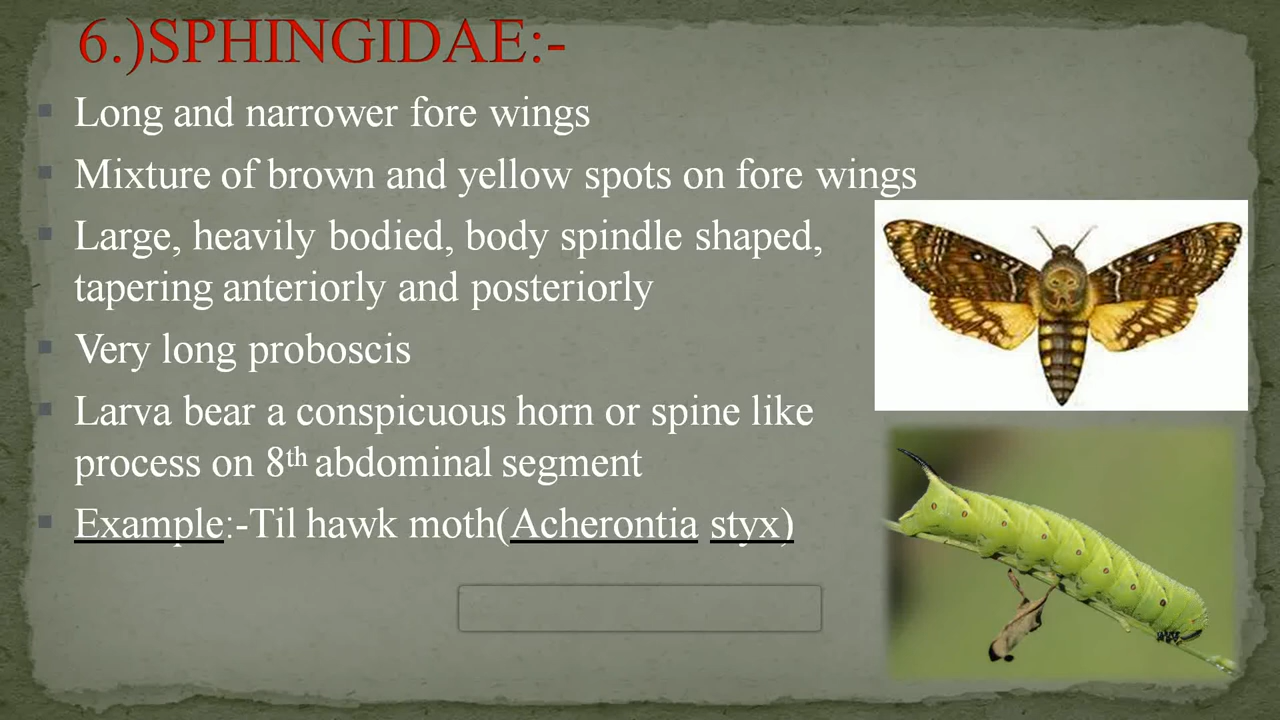 6.)SPHINGIDAE:-
Long and narrower fore wings
Mixture of brown and yellow spots on fore wings
Large, heavily bodied, body spindle shaped,
tapering anteriorly and posteriorly
Very long proboscis
Larva bear a conspicuous horn or spine like
process on 8th abdominal segment
Example:-Til hawk moth(Acherontia styx)